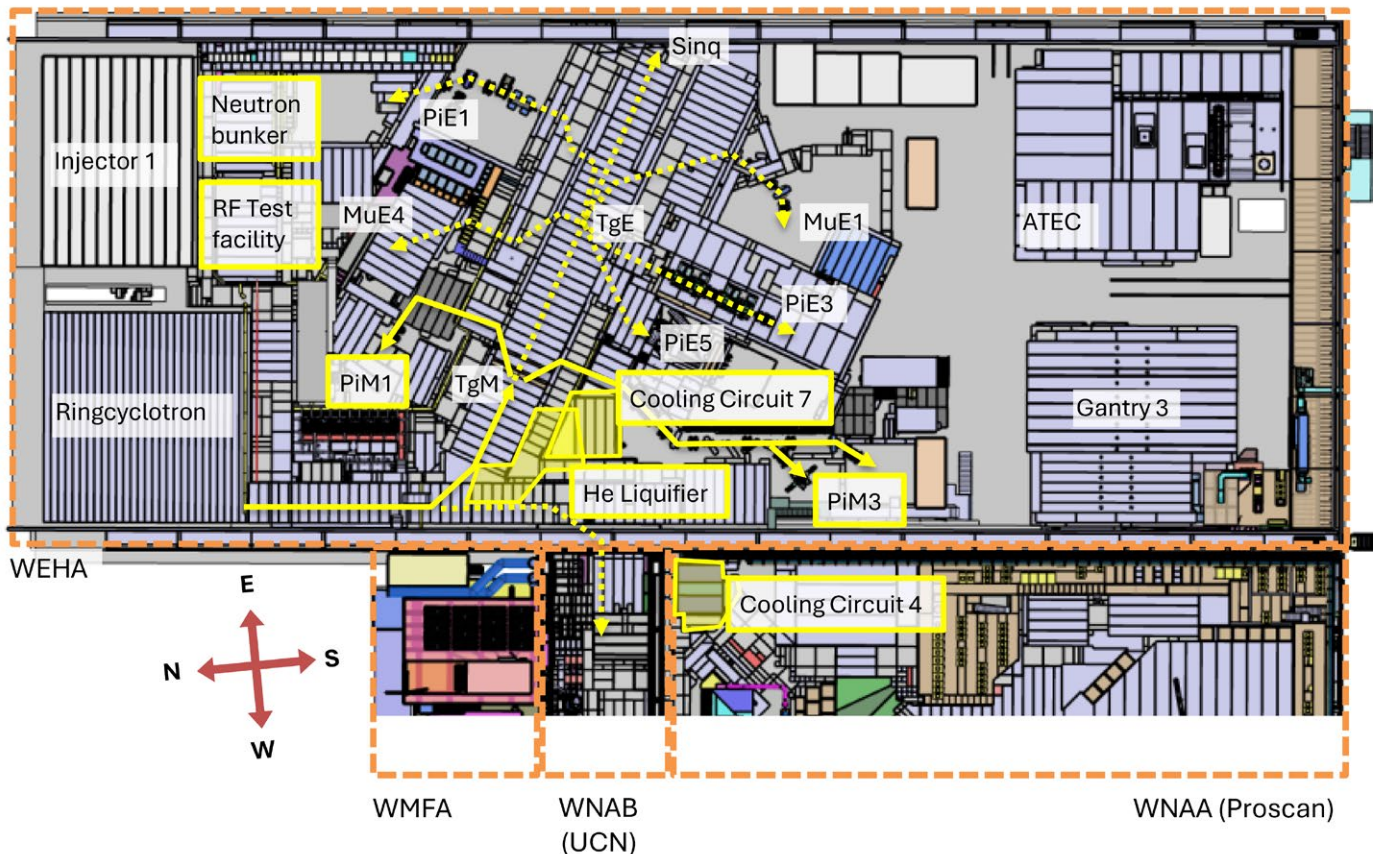 Sinq
Neutron
bunker
PiE1
Injector 1
RF Test
facility
MuE4
TgE
MuE1
ATEC
PiE3
PiE5
PiM1
TgM
Ringcyclotron
Cooling Circuit 7
Gantry 3
He Liquifier
PiM3
WEHA
E
N
S
W
Cooling Circuit 4
WMFA
WNAB
(UCN)
WNAA (Proscan)